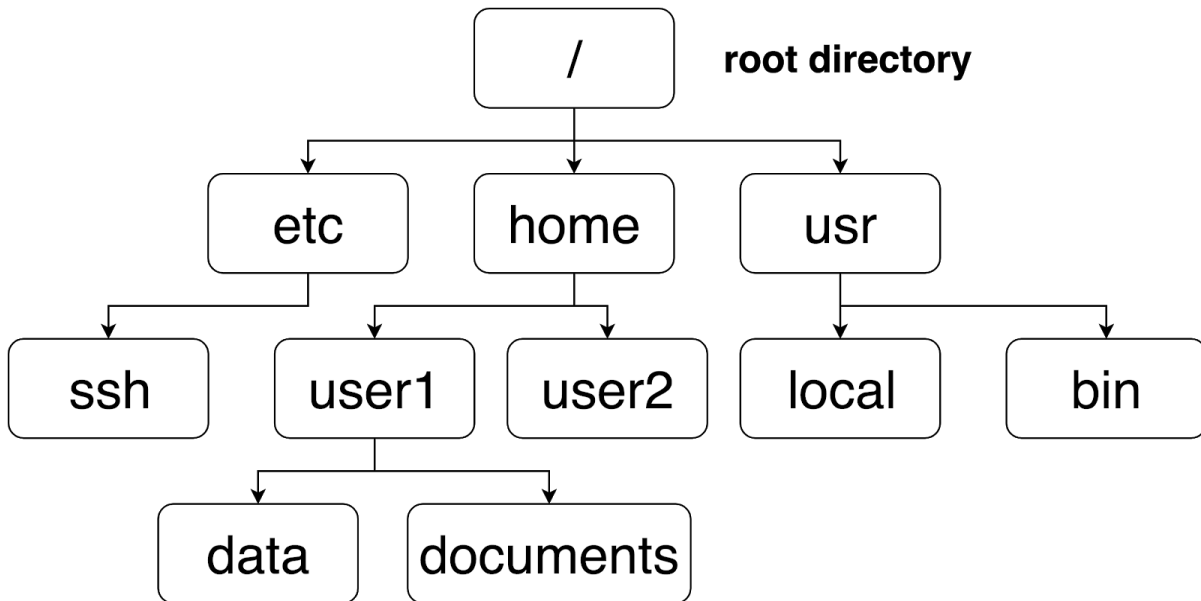 /
root directory
etc
home
usr
ssh
user1
user2
local
bin
data
documents